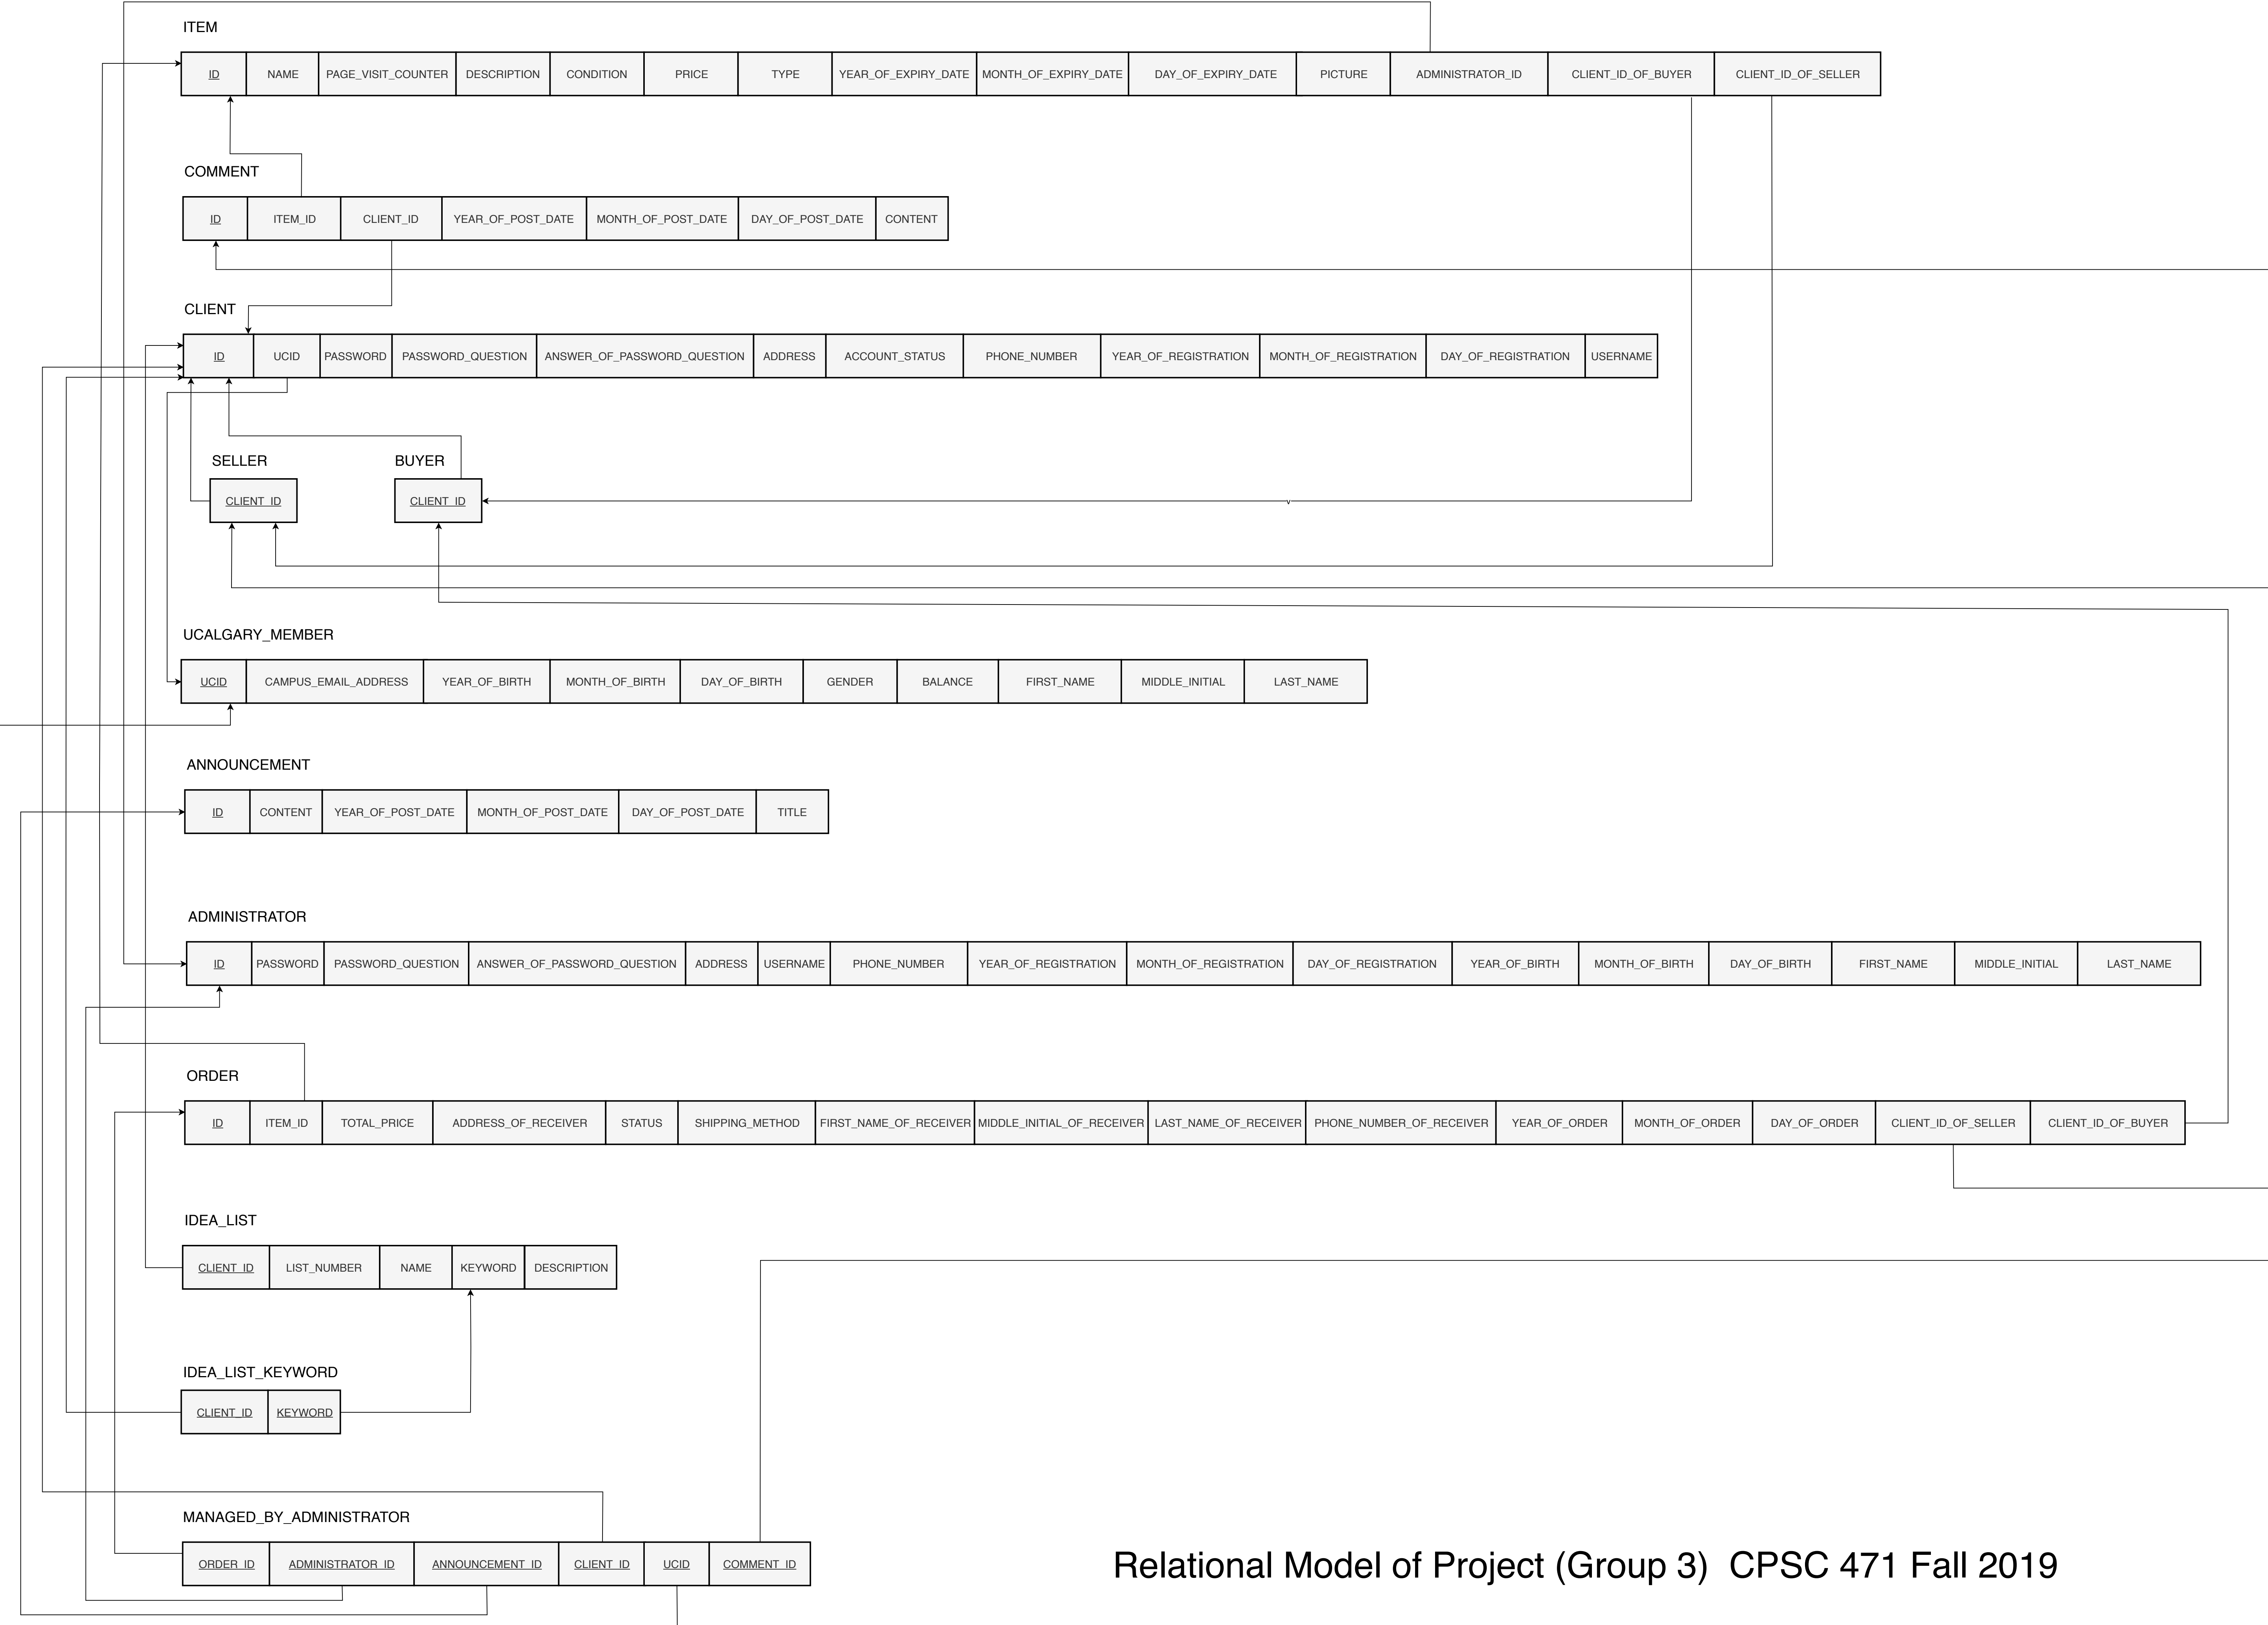 ITEM
ID NAME PAGE_VISIT_COUNTER DESCRIPTION CONDITION PRICE TYPE YEAR_OF_EXPIRY_DATE MONTH_OF_EXPIRY_DATE DAY_OF_EXPIRY_DATE PICTURE ADMINISTRATOR_ID CLIENT_ID_OF_BUYER CLIENT_ID_OF_SELLER
COMMENT
ID ITEM_ID CLIENT_ID YEAR_OF_POST_DATE MONTH_OF_POST_DATE DAY_OF_POST_DATE CONTENT
CLIENT
ID UCID PASSWORD PASSWORD_QUESTION ANSWER_OF_PASSWORD_QUESTION ADDRESS ACCOUNT_STATUS PHONE_NUMBER YEAR_OF_REGISTRATION MONTH_OF_REGISTRATION DAY_OF_REGISTRATION USERNAME
SELLER BUYER
CLIENT_ID CLIENT_ID v
UCALGARY_MEMBER
UCID CAMPUS_EMAIL_ADDRESS YEAR_OF_BIRTH MONTH_OF_BIRTH DAY_OF_BIRTH GENDER BALANCE FIRST_NAME MIDDLE_INITIAL LAST_NAME
ANNOUNCEMENT
ID CONTENT YEAR_OF_POST_DATE MONTH_OF_POST_DATE DAY_OF_POST_DATE TITLE
ADMINISTRATOR
ID PASSWORD PASSWORD_QUESTION ANSWER_OF_PASSWORD_QUESTION ADDRESS USERNAME PHONE_NUMBER YEAR_OF_REGISTRATION MONTH_OF_REGISTRATION DAY_OF_REGISTRATION YEAR_OF_BIRTH MONTH_OF_BIRTH DAY_OF_BIRTH FIRST_NAME MIDDLE_INITIAL LAST_NAME
ORDER
ID ITEM_ID TOTAL_PRICE ADDRESS_OF_RECEIVER STATUS SHIPPING_METHOD FIRST_NAME_OF_RECEIVER MIDDLE_INITIAL_OF_RECEIVER LAST_NAME_OF_RECEIVER PHONE_NUMBER_OF_RECEIVER YEAR_OF_ORDER MONTH_OF_ORDER DAY_OF_ORDER CLIENT_ID_OF_SELLER CLIENT_ID_OF_BUYER
IDEA_LIST
CLIENT_ID LIST_NUMBER NAME KEYWORD DESCRIPTION
IDEA_LIST_KEYWORD
CLIENT_ID KEYWORD
MANAGED_BY_ADMINISTRATOR
ORDER_ID ADMINISTRATOR_ID ANNOUNCEMENT_ID CLIENT_ID UCID COMMENT_ID
Relational Model of Project (Group 3) CPSC 471 Fall 2019